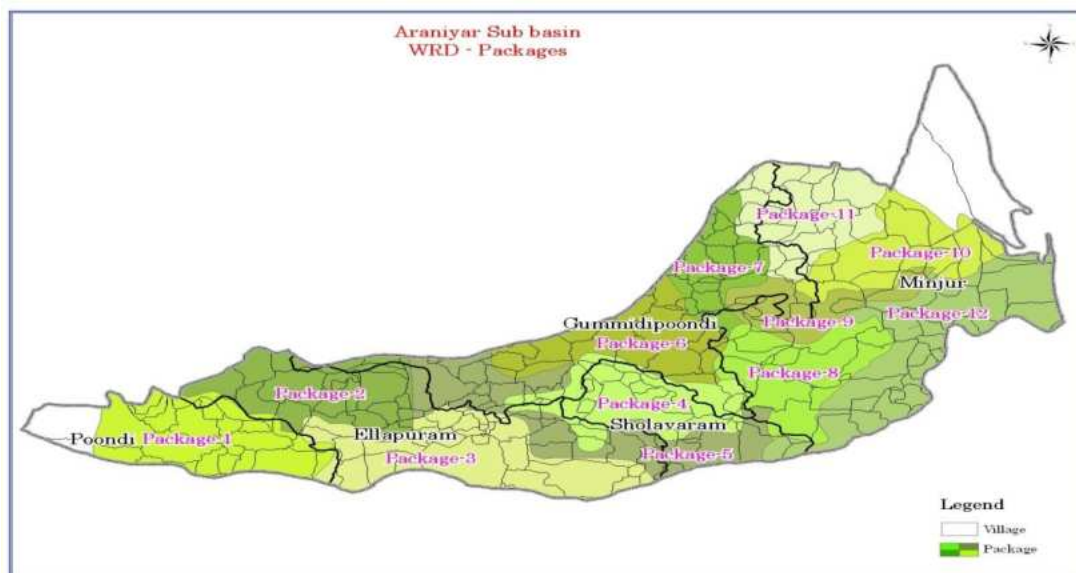 Araniyar Sub basin
WRD - Packages
Package-11
Package-10
Package-7
Minjur
Package-12
Package-9
Gummidipoondi
Package-6
Package-8
Package-2
Package-4
Sholavaram
Poondi Package-1
Ellapuram
Package-3
Package-5
Legend
Village
Package